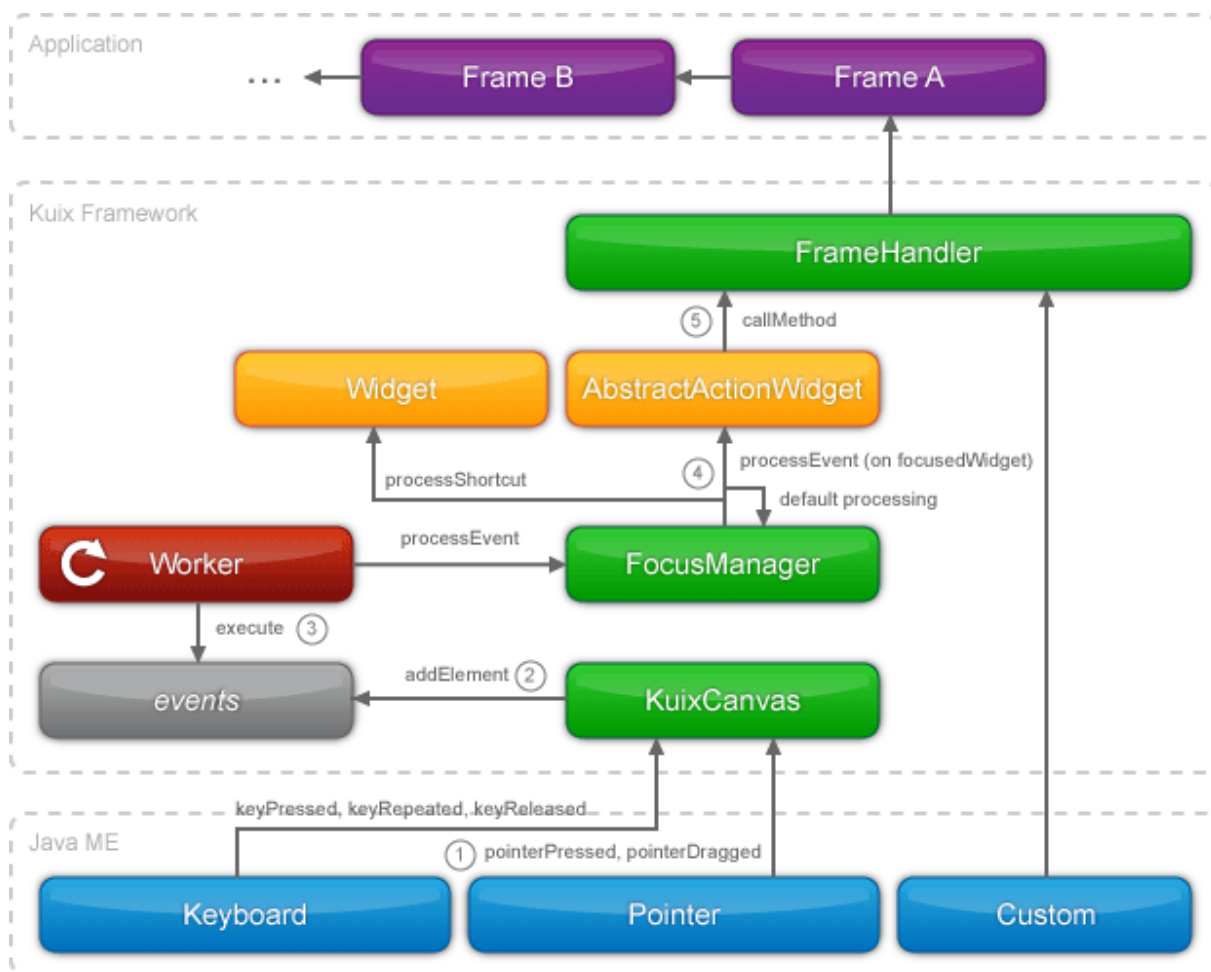 Application
... Frame B Frame A
Kuix Framework
FrameHandler
5 callMethod
Widget AbstractActionWidget
processShortcut 4 processEvent (on focusedWidget)
default processing
Worker processEvent FocusManager
execute 3
events addElement 2 KuixCanvas
keyPressed, keyRepeated, keyReleased
Java ME
1 pointerPressed, pointerDragged
Keyboard Pointer Custom